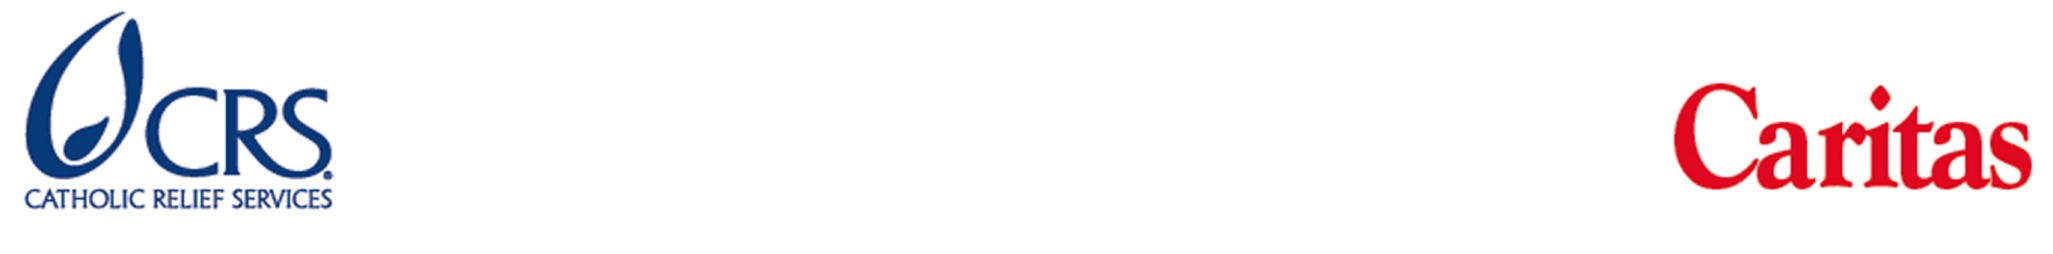 CRS
CATHOLIC RELIEF SERVICES
Caritas